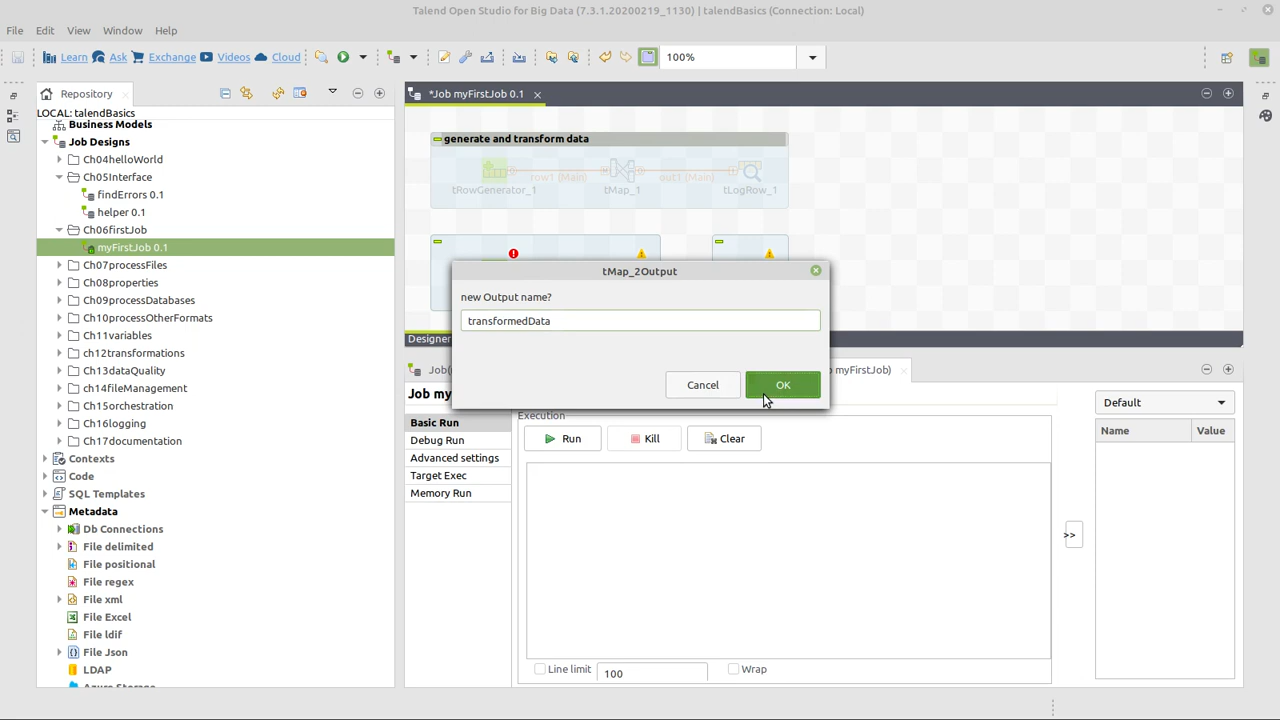 Talend Open Studio for Big Data (7.3.1.20200219_1130) | talendBasics (Connection: Local)
File Edit View Window Help
Learn Ask Exchange Videos Cloud 100%
Repository
LOCAL: talendBasics
Business Models
Job Designs
Ch04helloWorld
Ch05Interface
findErrors 0.1
helper 0.1
Ch06firstJob
myFirstJob 0.1
Ch07processFiles
Ch08properties
Ch09processDatabases
Ch10processOtherFormats
Ch11variables
ch12transformations
Ch13dataQuality
ch14fileManagement
Ch15orchestration
Ch16logging
Ch17documentation
Contexts
Code
SQL Templates
Metadata
Db Connections
File delimited
File positional
File regex
File xml
File Excel
File ldif
File Json
LDAP
Azure Storage
*Job myFirstJob 0.1
generate and transform data
row1 (Main) out1 (Main)
tRowGenerator_1 tMap_1 tLogRow_1
tMap_2Output
new Output name?
transformedData
Cancel OK
Designer
Job( myFirstJob)
Job my
Basic Run
Debug Run
Advanced settings
Target Exec
Memory Run
Execution
Run Kill Clear
Line limit 100 Wrap
>>
Default
Name Value